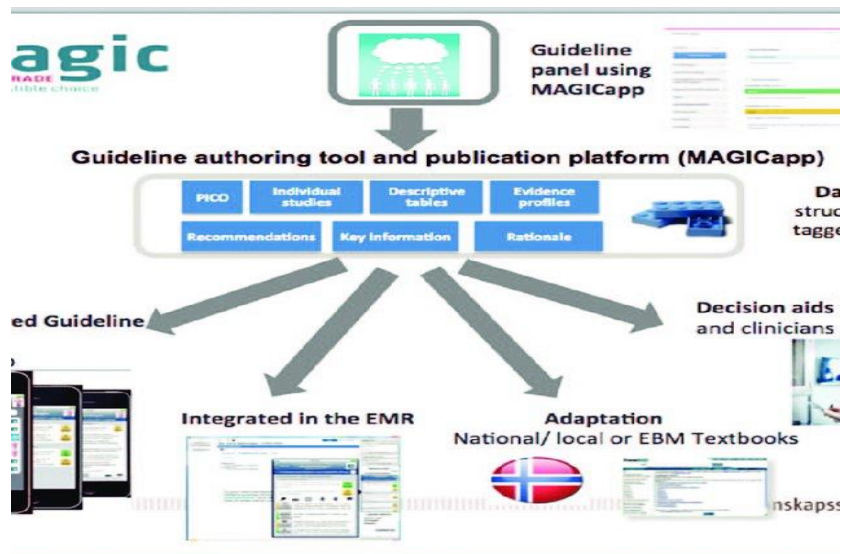 agic
RADE
dible choice
Guideline
panel using
MAGICapp
Guideline authoring tool and publication platform (MAGICapp)
PICO
Individual
studies
Descriptive
tables
Evidence
profiles
Recommendations
Key Information
Rationale
Da
struc
tagge
ed Guideline
Decision aids
and clinicians
Integrated in the EMR
Adaptation
National/ local or EBM Textbooks
nskapss